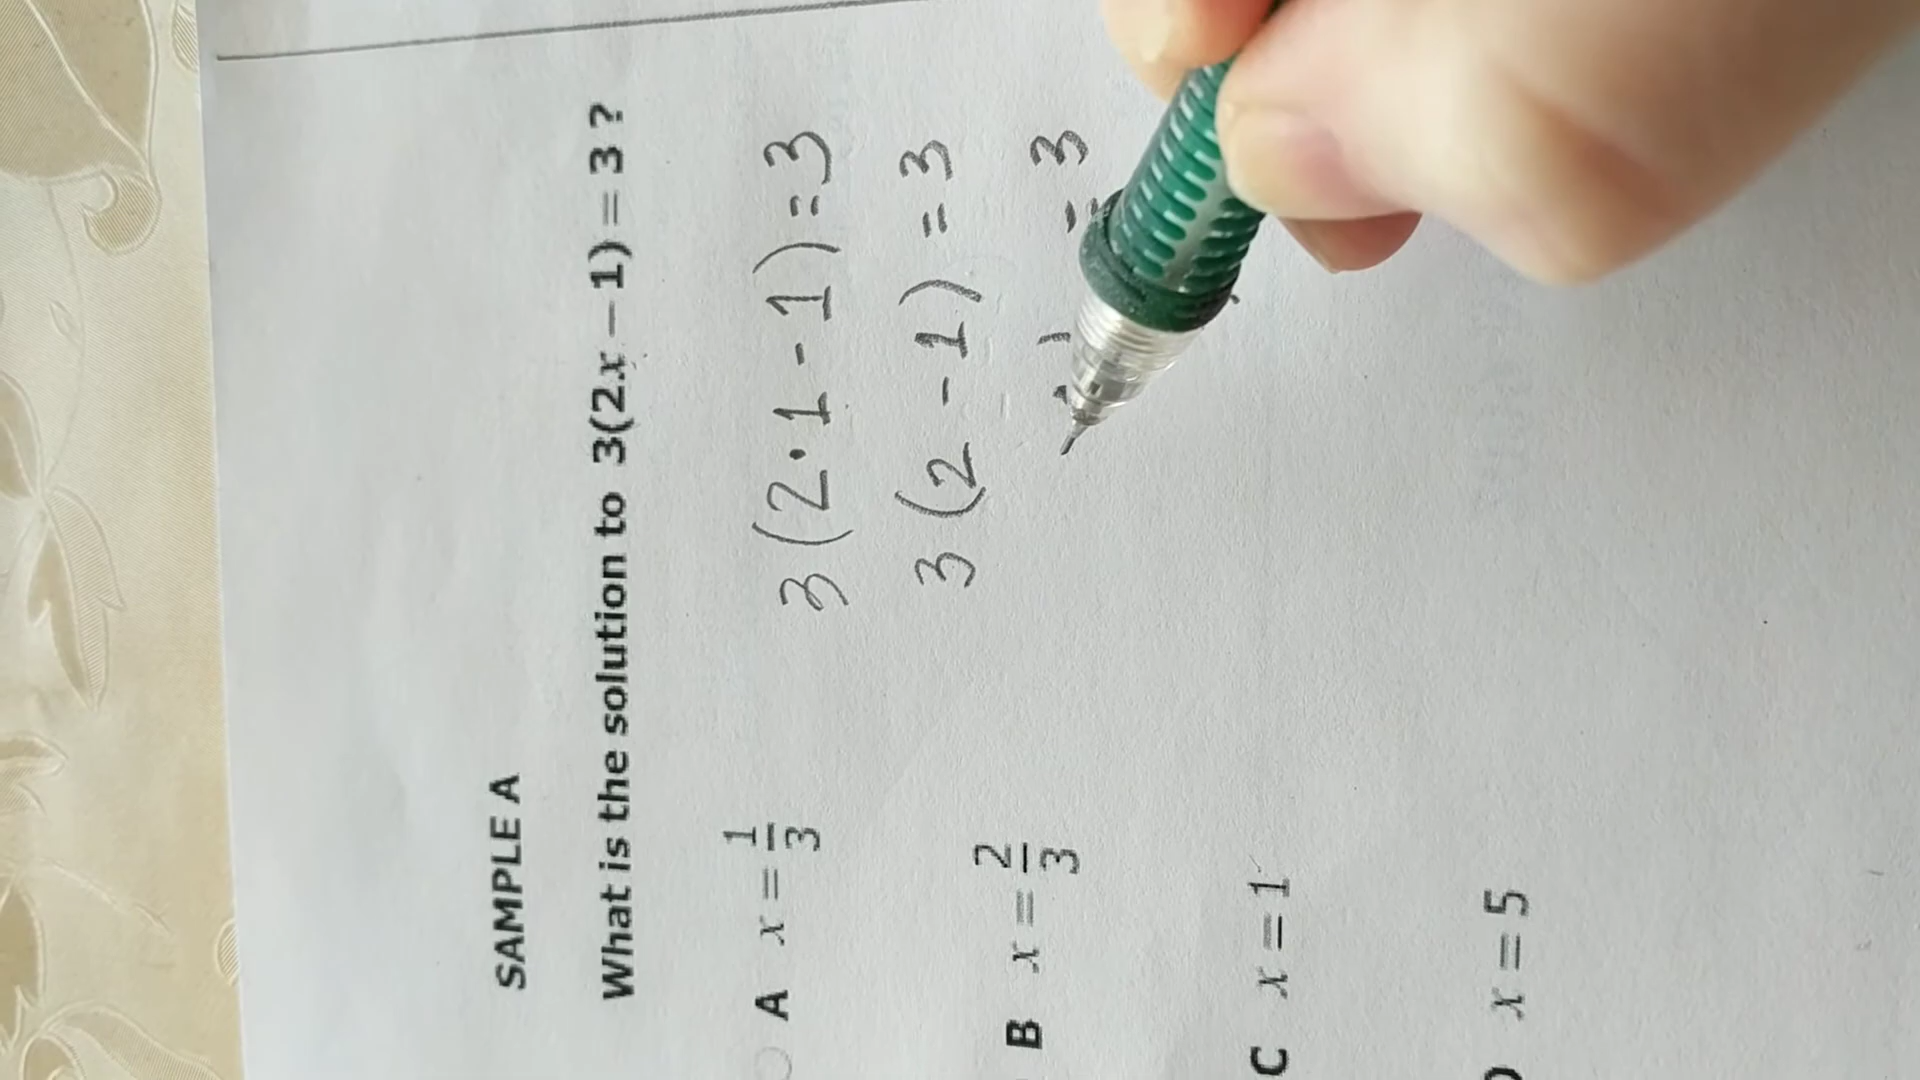 SAMPLE A
What is the solution to 3(2x – 1) = 3 ?
A x = 1/3
B x = 2/3
C x = 1
x = 5
3(2·1-1)=3
3(2-1)=3
= 3